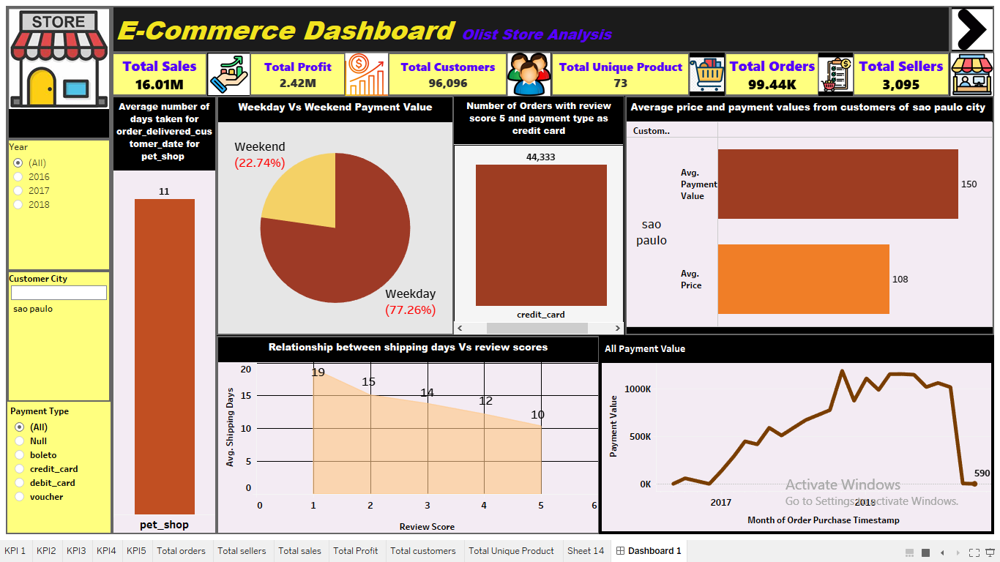 STORE
E-Commerce Dashboard Olist Store Analysis
Total Sales
16.01M
Total Profit
2.42M
Total Customers
96,096
Total Unique Product
73
Total Orders
99.44K
Total Sellers
3,095
Year
(All)
2016
2017
2018
Customer City
sao paulo
Payment Type
(All)
Null
boleto
credit_card
debit_card
voucher
Average number of
days taken for
order_delivered_cus
tomer_date for
pet_shop
11
pet_shop
Weekday Vs Weekend Payment Value
Weekend
(22.74%)
Weekday
(77.26%)
Number of Orders with review
score 5 and payment type as
credit card
44,333
credit_card
Average price and payment values from customers of sao paulo city
Custom..
sao
paulo
Avg.
Payment
Value
150
Avg.
Price
108
Relationship between shipping days Vs review scores
Avg. Shipping Days
20
15
10
5
0
19
15
14
12
10
0 1 2 3 4 5 6
Review Score
All Payment Value
Payment Value
1000K
500K
0K
590
2017 2018
Month of Order Purchase Timestamp
Activate Windows
Go to Settings to activate Windows.
KPI 1 KPI2 KPI3 KPI4 KPI5 Total orders Total sellers Total sales Total Profit Total customers Total Unique Product Sheet 14 Dashboard 1